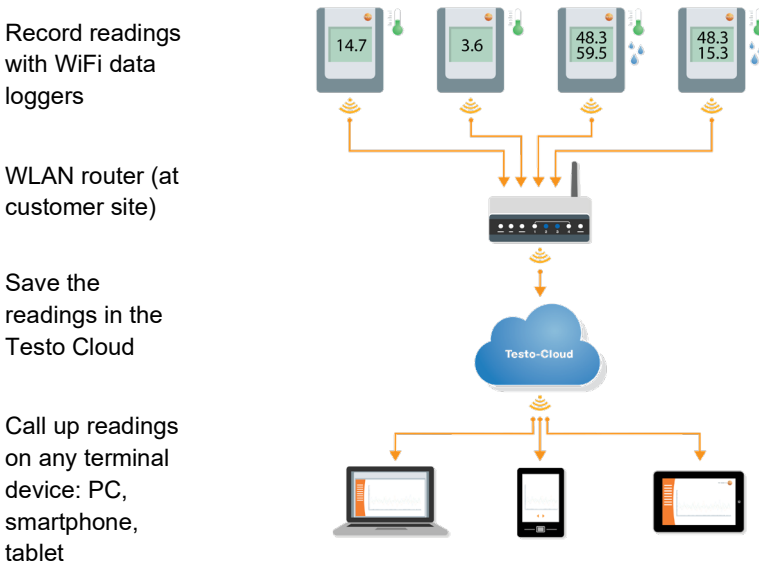 Record readings
with WiFi data
loggers
14.7
3.6
48.3
59.5
48.3
15.3
WLAN router (at
customer site)
Save the
readings in the
Testo Cloud
Testo-Cloud
Call up readings
on any terminal
device: PC,
smartphone,
tablet